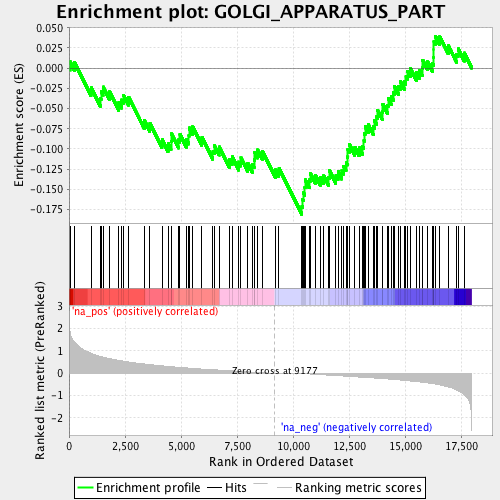 Enrichment plot: GOLGI_APPARATUS_PART
Enrichment score (ES)
0.050
0.025
0.000
-0.025
-0.050
-0.075
-0.100
-0.125
-0.150
-0.175
'na_pos' (positively correlated)
Ranked list metric (PreRanked)
3
2
1
0
-1
-2
Zero cross at 9177
'na_neg' (negatively correlated)
0
2,500
5,000
7,500
10,000
12,500
15,000
17,500
Rank in Ordered Dataset
Enrichment profile
Hits
Ranking metric scores